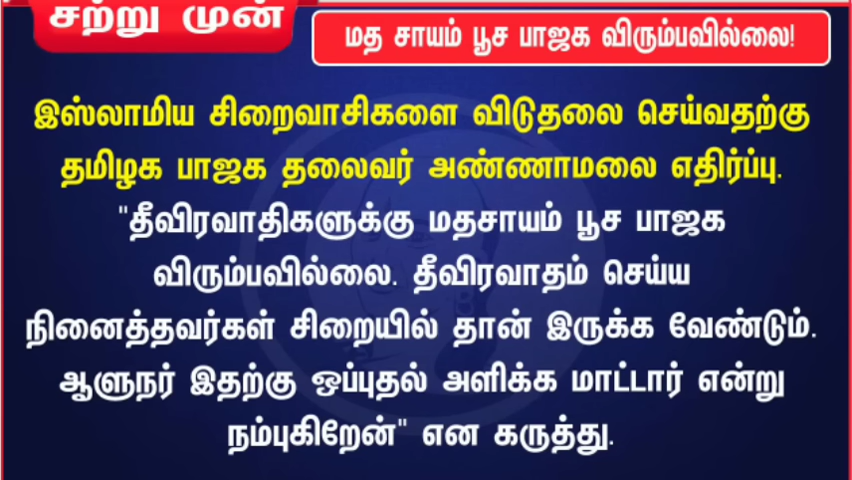 சற்று முன்
மத சாயம் பூச பாஜக விரும்பவில்லை!
இஸ்லாமிய சிறைவாசிகளை விடுதலை செய்வதற்கு
தமிழக பாஜக தலைவர் அண்ணாமலை எதிர்ப்பு.
"தீவிரவாதிகளுக்கு மதசாயம் பூச பாஜக
விரும்பவில்லை. தீவிரவாதம் செய்ய
நினைத்தவர்கள் சிறையில் தான் இருக்க வேண்டும்.
ஆளுநர் இதற்கு ஒப்புதல் அளிக்க மாட்டார் என்று
நம்புகிறேன்" என கருத்து.